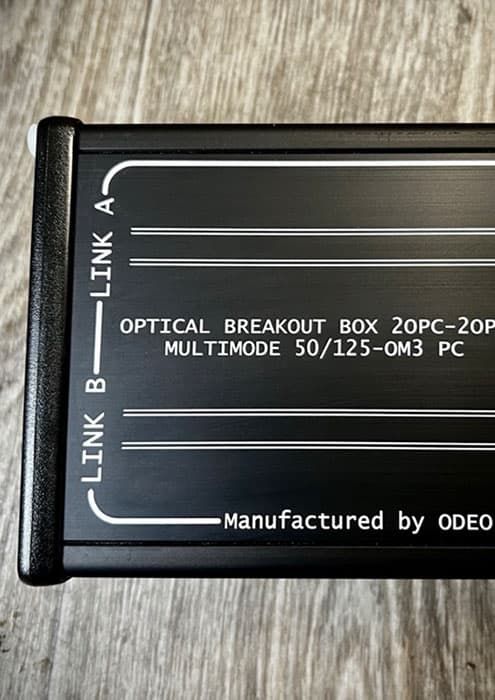 LINK A
LINK B
OPTICAL BREAKOUT BOX 2OPC-2OP
MULTIMODE 50/125-OM3 PC
Manufactured by ODEO